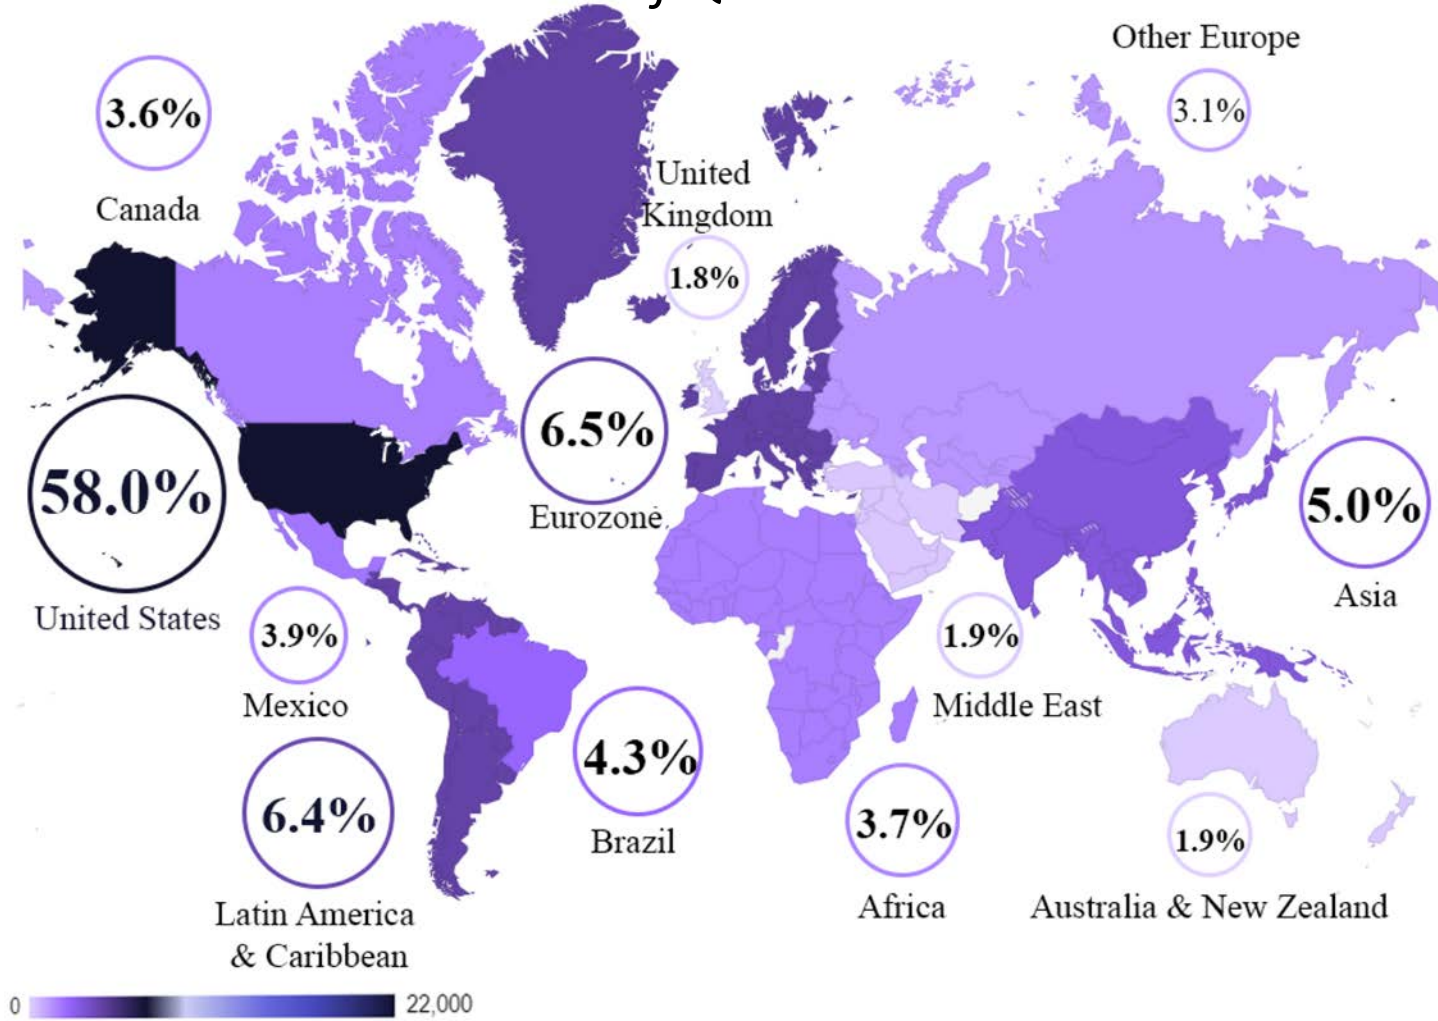 Other Europe
3.1%
3.6%
Canada
United
Kingdom
1.8%
6.5%
Eurozone
58.0%
United States
5.0%
Asia
3.9%
Mexico
1.9%
Middle East
4.3%
Brazil
6.4%
Latin America
& Caribbean
3.7%
Africa
1.9%
Australia & New Zealand
0
22,000